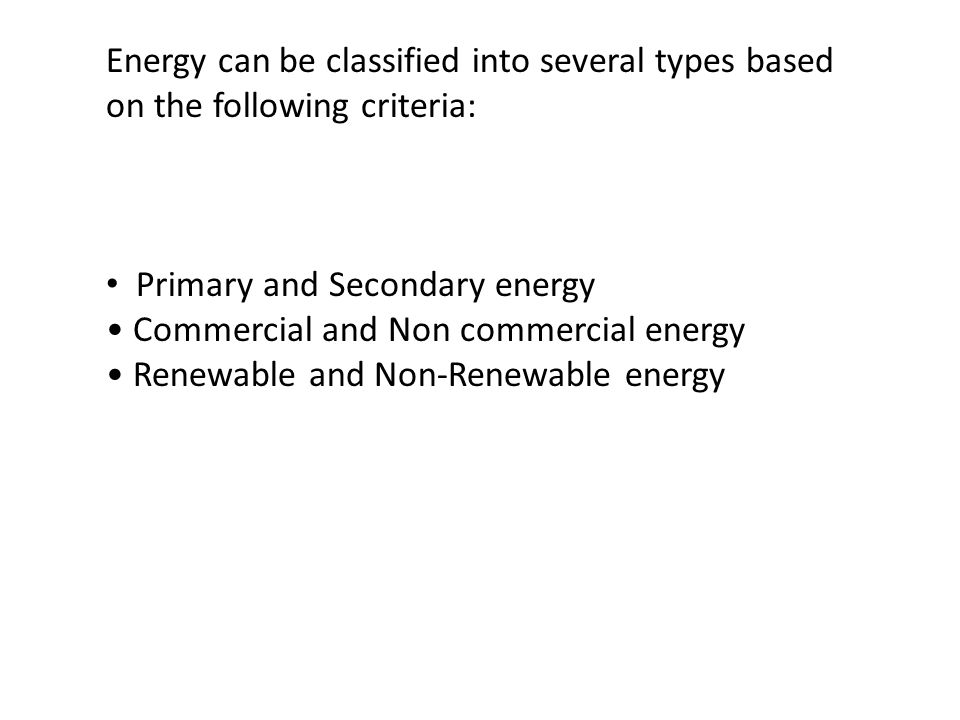 Energy can be classified into several types based
on the following criteria:
• Primary and Secondary energy
• Commercial and Non commercial energy
• Renewable and Non-Renewable energy